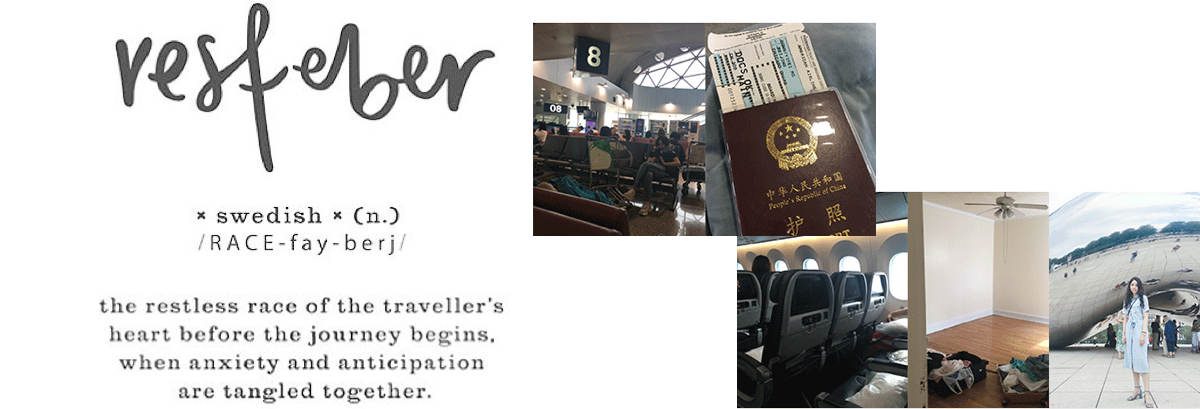 resfeber
× swedish × (n.)
/RACE-fay-berj/
the restless race of the traveller's
heart before the journey begins,
when anxiety and anticipation
are tangled together.
8
08
DOCS OK
中华人民共和国
People's Republic of China
护 照